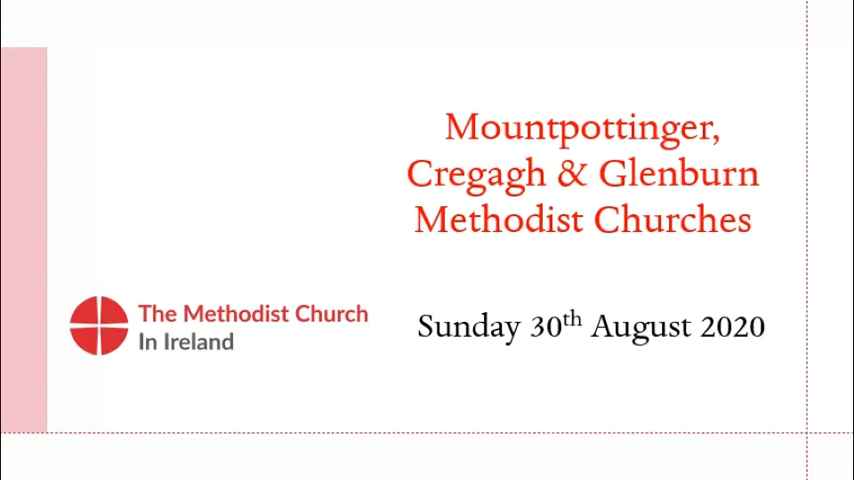 Mountpottinger,
Cregagh & Glenburn
Methodist Churches
The Methodist Church
In Ireland
Sunday 30th August 2020